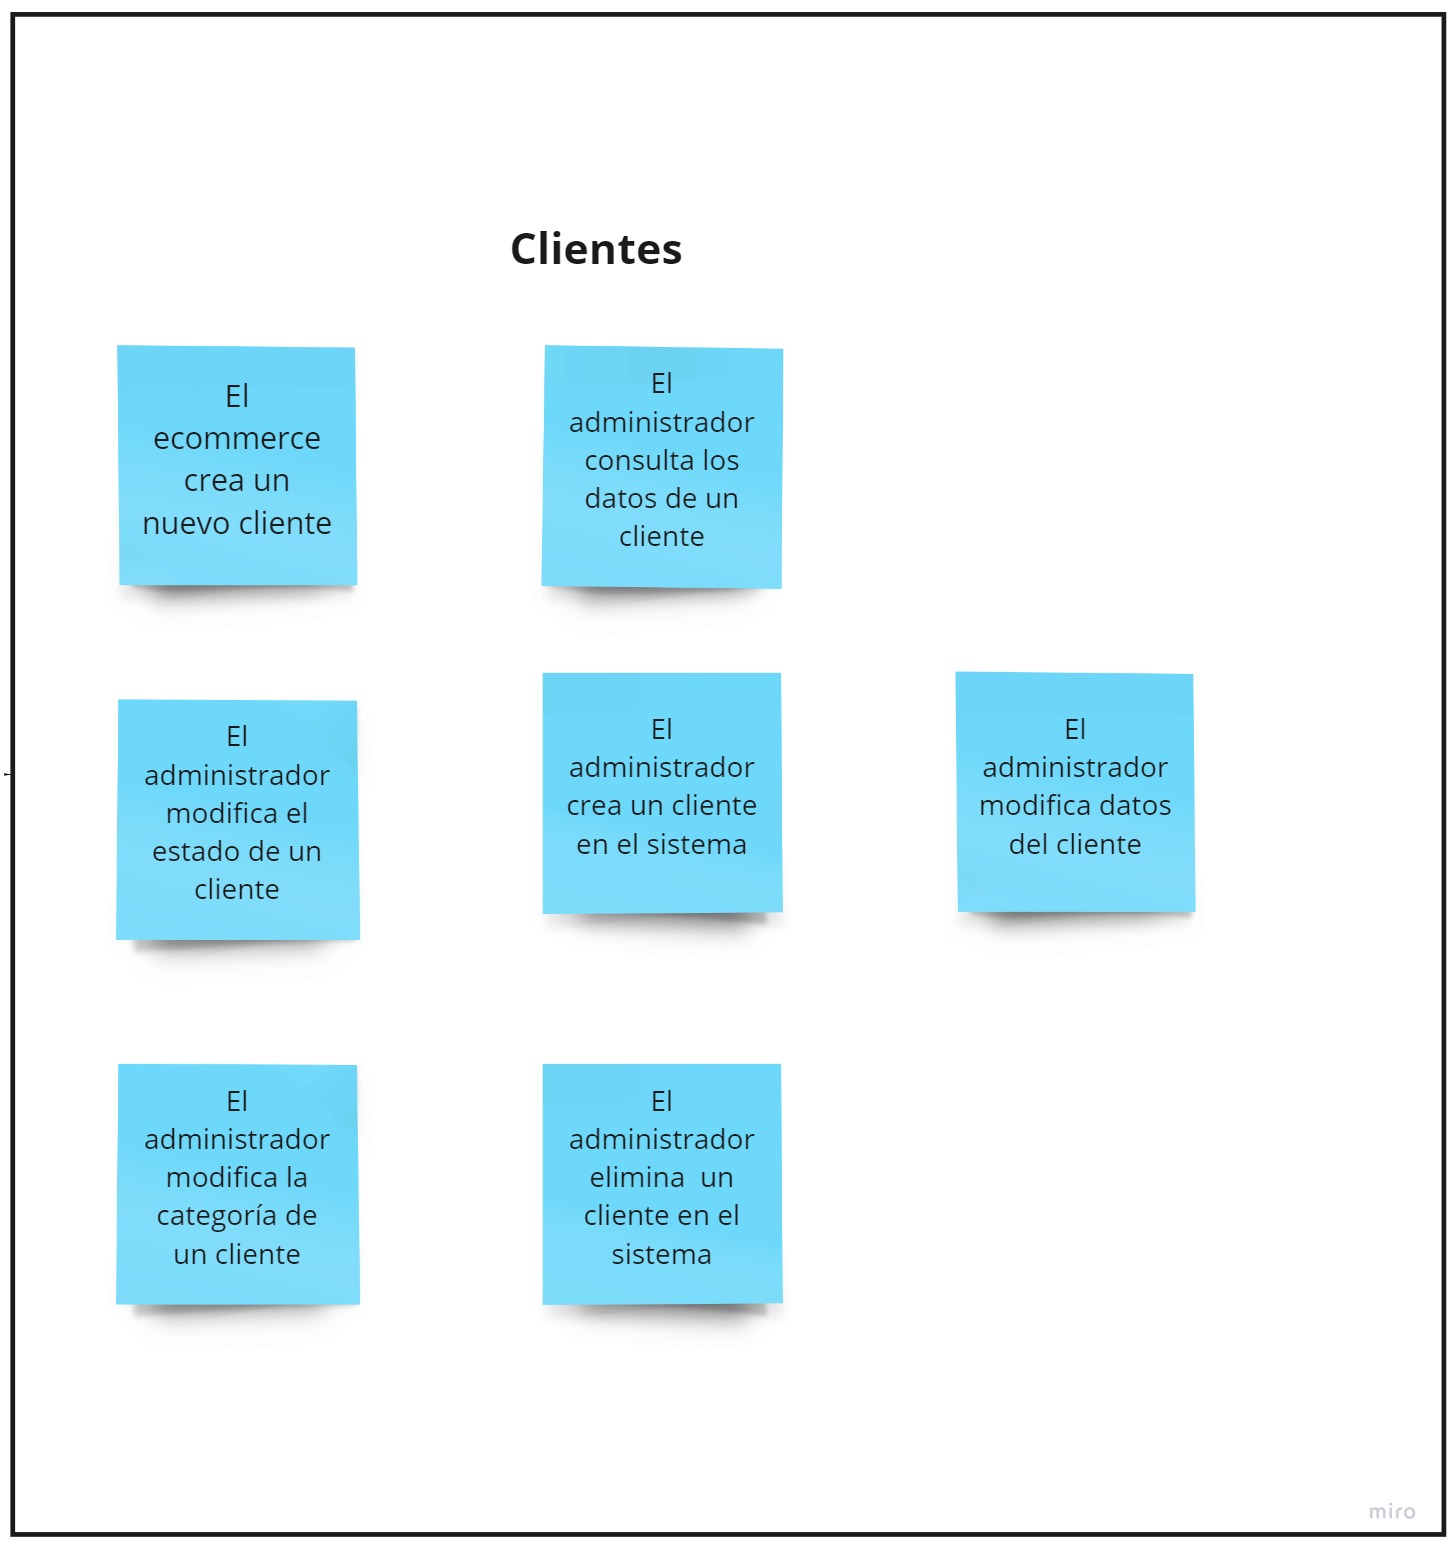 Clientes
El
ecommerce
crea un
nuevo cliente
El
administrador
consulta los
datos de un
cliente
El
administrador
modifica el
estado de un
cliente
El
administrador
crea un cliente
en el sistema
El
administrador
modifica datos
del cliente
El
administrador
modifica la
categoría de
un cliente
El
administrador
elimina  un
cliente en el
sistema
miro